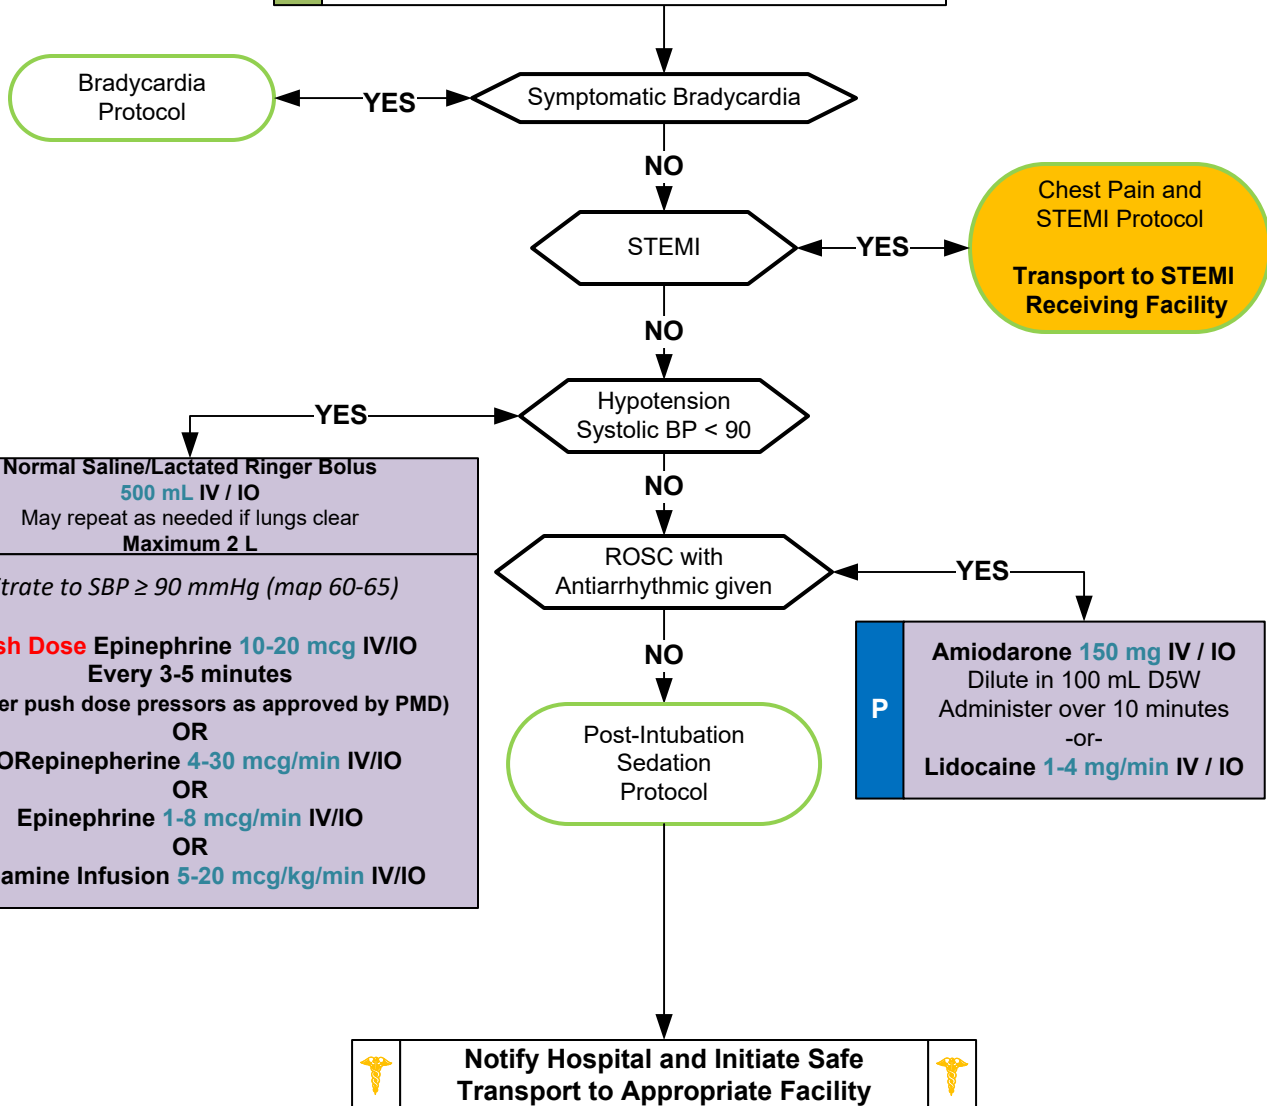 Symptomatic Bradycardia
YES
Bradycardia
Protocol
NO
STEMI
YES
Chest Pain and
STEMI Protocol
Transport to STEMI
Receiving Facility
NO
Hypotension
Systolic BP < 90
YES
Normal Saline/Lactated Ringer Bolus
500 mL IV / IO
May repeat as needed if lungs clear
Maximum 2 L
trate to SBP ≥ 90 mmHg (map 60-65)
sh Dose Epinephrine 10-20 mcg IV/IO
Every 3-5 minutes
er push dose pressors as approved by PMD)
OR
ORepinepherine 4-30 mcg/min IV/IO
OR
Epinephrine 1-8 mcg/min IV/IO
OR
amine Infusion 5-20 mcg/kg/min IV/IO
NO
ROSC with
Antiarrhythmic given
YES
P
Amiodarone 150 mg IV / IO
Dilute in 100 mL D5W
Administer over 10 minutes
-or-
Lidocaine 1-4 mg/min IV / IO
NO
Post-Intubation
Sedation
Protocol
Notify Hospital and Initiate Safe
Transport to Appropriate Facility